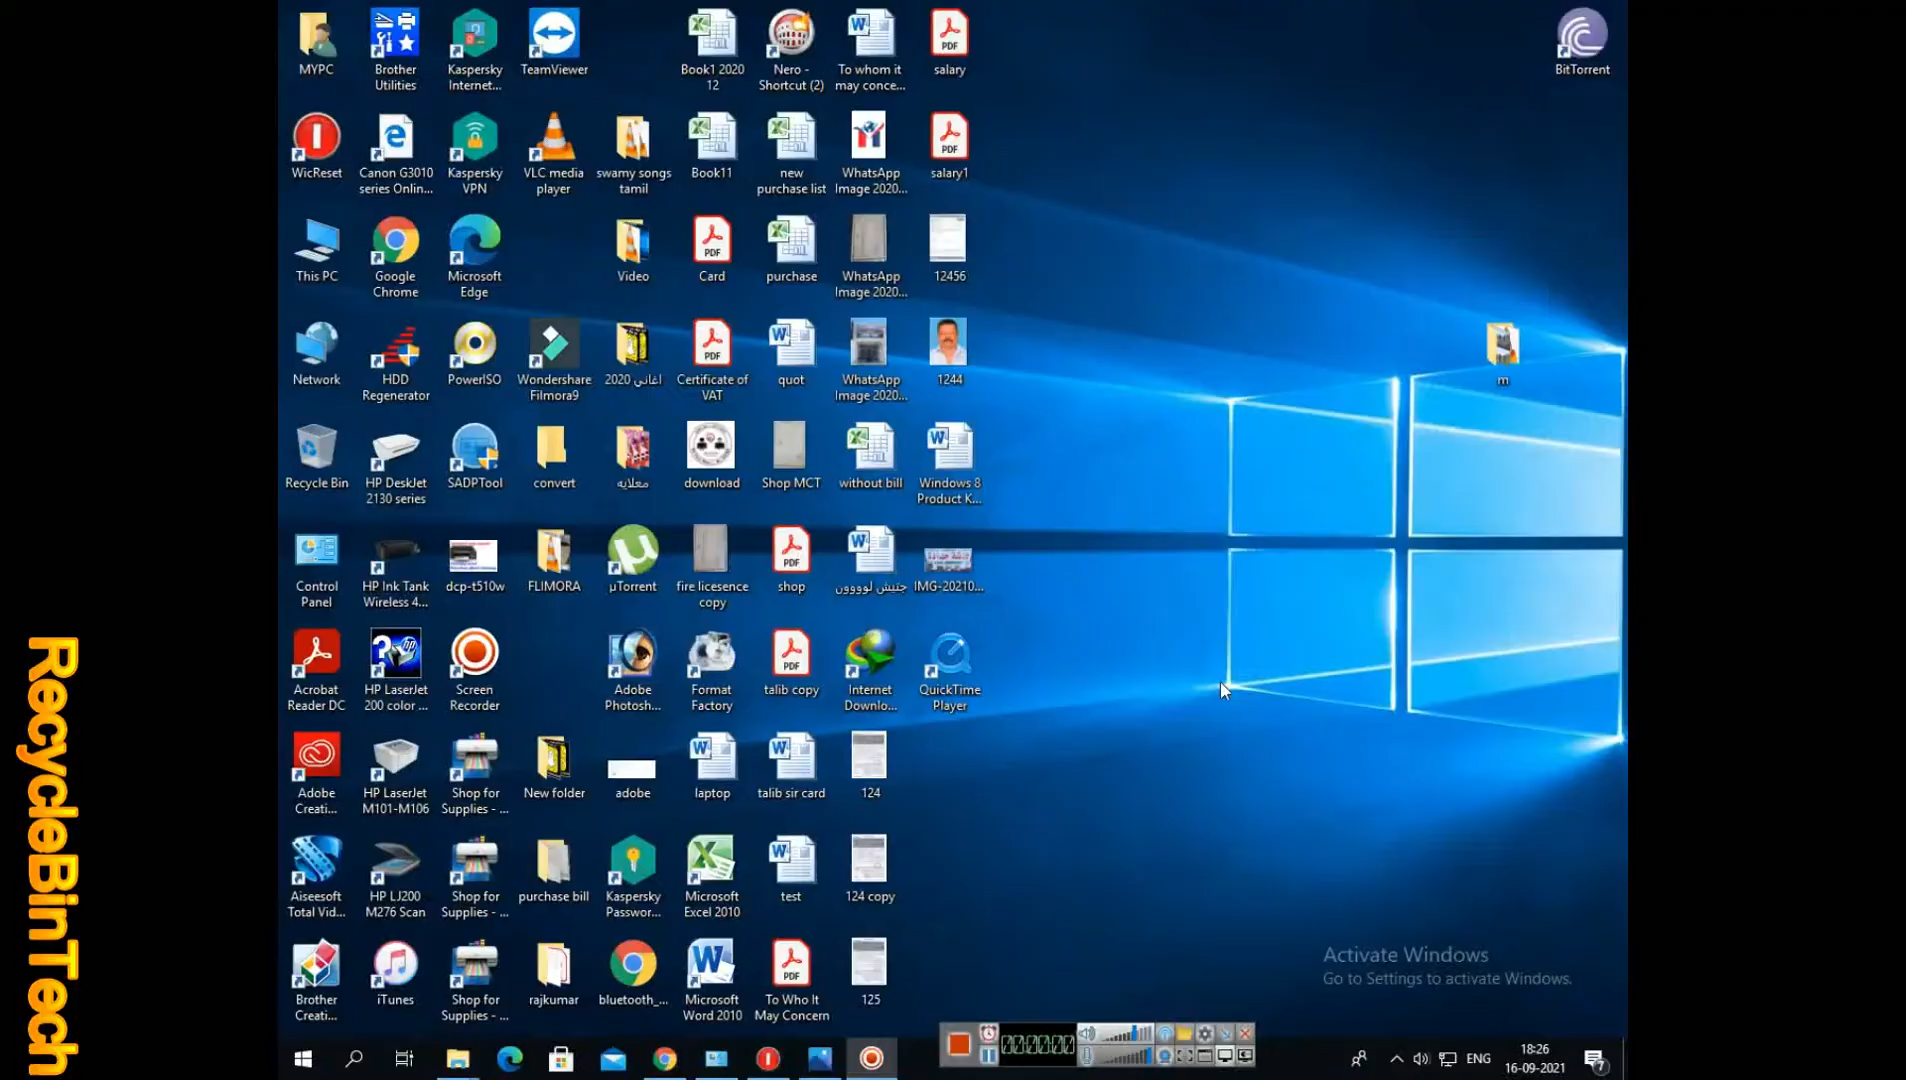 MYPC
Brother
Utilities
Kaspersky
Internet...
TeamViewer
Book1 2020
12
Nero -
Shortcut (2)
To whom it
may conce...
salary
BitTorrent
WicReset
Canon G3010
series Onlin...
Kaspersky
VPN
VLC media
player
swamy songs
tamil
Book11
new
purchase list
WhatsApp
Image 2020...
salary1
This PC
Google
Chrome
Microsoft
Edge
Video
Card
purchase
WhatsApp
Image 2020...
12456
Network
HDD
Regenerator
PowerISO
Wondershare
Filmora9
اغاني 2020
Certificate of
VAT
quot
WhatsApp
Image 2020...
1244
m
Recycle Bin
HP DeskJet
2130 series
SADPTool
convert
معلايه
download
Shop MCT
without bill
Windows 8
Product K...
Control
Panel
HP Ink Tank
Wireless 4...
dcp-t510w
FLIMORA
µTorrent
fire licesence
copy
shop
جتيش لوووون
IMG-20210...
Acrobat
Reader DC
HP LaserJet
200 color ...
Screen
Recorder
Adobe
Photosh...
Format
Factory
talib copy
Internet
Downlo...
QuickTime
Player
Adobe
Creati...
HP LaserJet
M101-M106
Shop for
Supplies - ...
New folder
adobe
laptop
talib sir card
124
Aiseesoft
Total Vid...
HP LJ200
M276 Scan
Shop for
Supplies - ...
purchase bill
Kaspersky
Passwor...
Microsoft
Excel 2010
test
124 copy
Brother
Creati...
iTunes
Shop for
Supplies - ...
rajkumar
bluetooth_...
Microsoft
Word 2010
To Who It
May Concern
125
Activate Windows
Go to Settings to activate Windows.
ENG
18:26
16-09-2021
7
RecycleBinTech